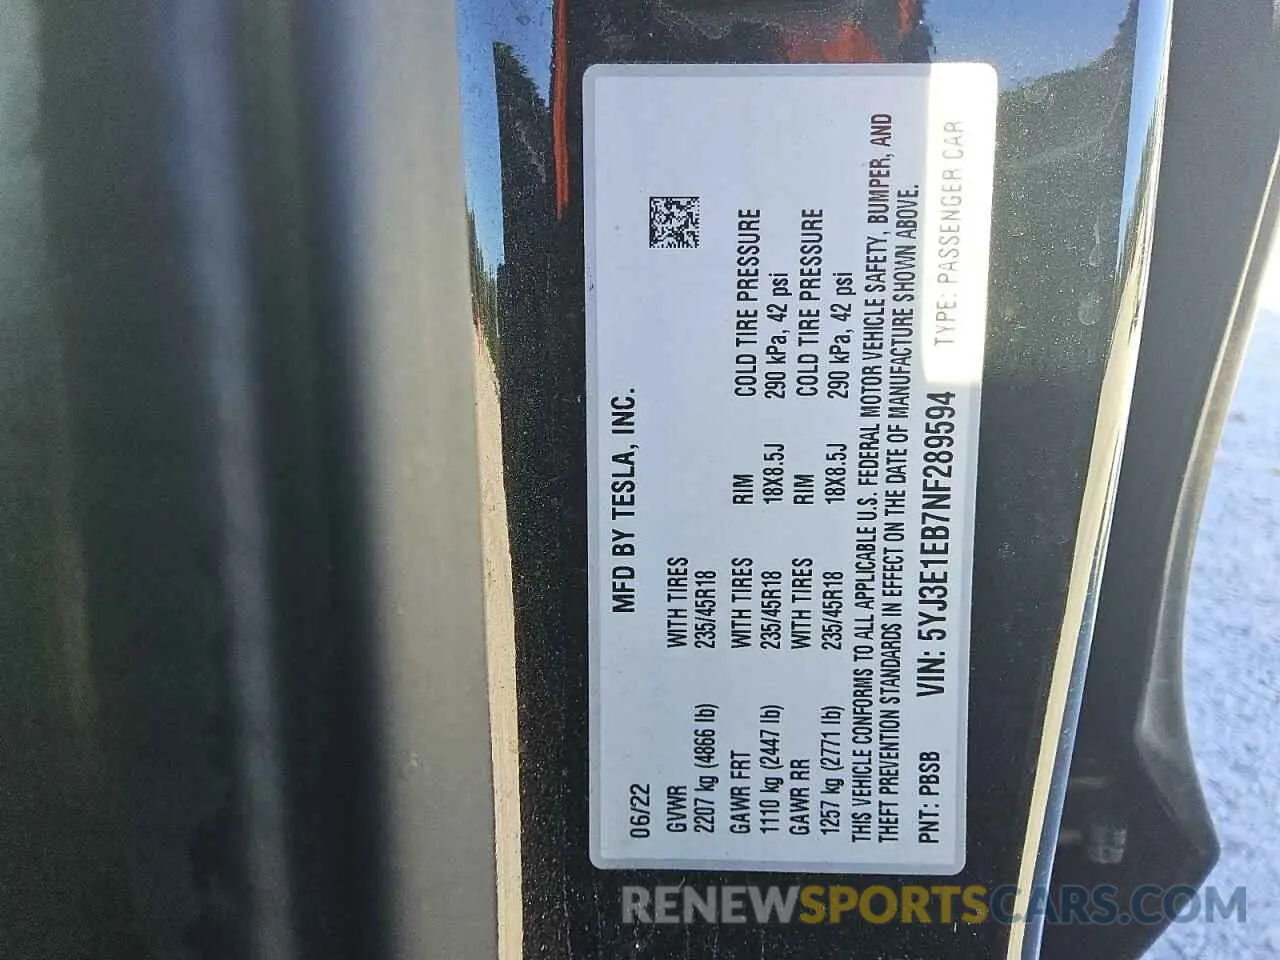 06/22 MFD BY TESLA, INC.
GVWR WITH TIRES
2207 kg (4866 lb) 235/45R18
GAWR FRT WITH TIRES RIM COLD TIRE PRESSURE
1110 kg (2447 lb) 235/45R18 18X8.5J 290 kPa, 42 psi
GAWR RR WITH TIRES RIM COLD TIRE PRESSURE
1257 kg (2771 lb) 235/45R18 18X8.5J 290 kPa, 42 psi
THIS VEHICLE CONFORMS TO ALL APPLICABLE U.S. FEDERAL MOTOR VEHICLE SAFETY, BUMPER, AND
THEFT PREVENTION STANDARDS IN EFFECT ON THE DATE OF MANUFACTURE SHOWN ABOVE.
PNT: PBSB VIN: 5YJ3E1EB7NF289594 TYPE: PASSENGER CAR
RENEWSPORTSCARS.COM